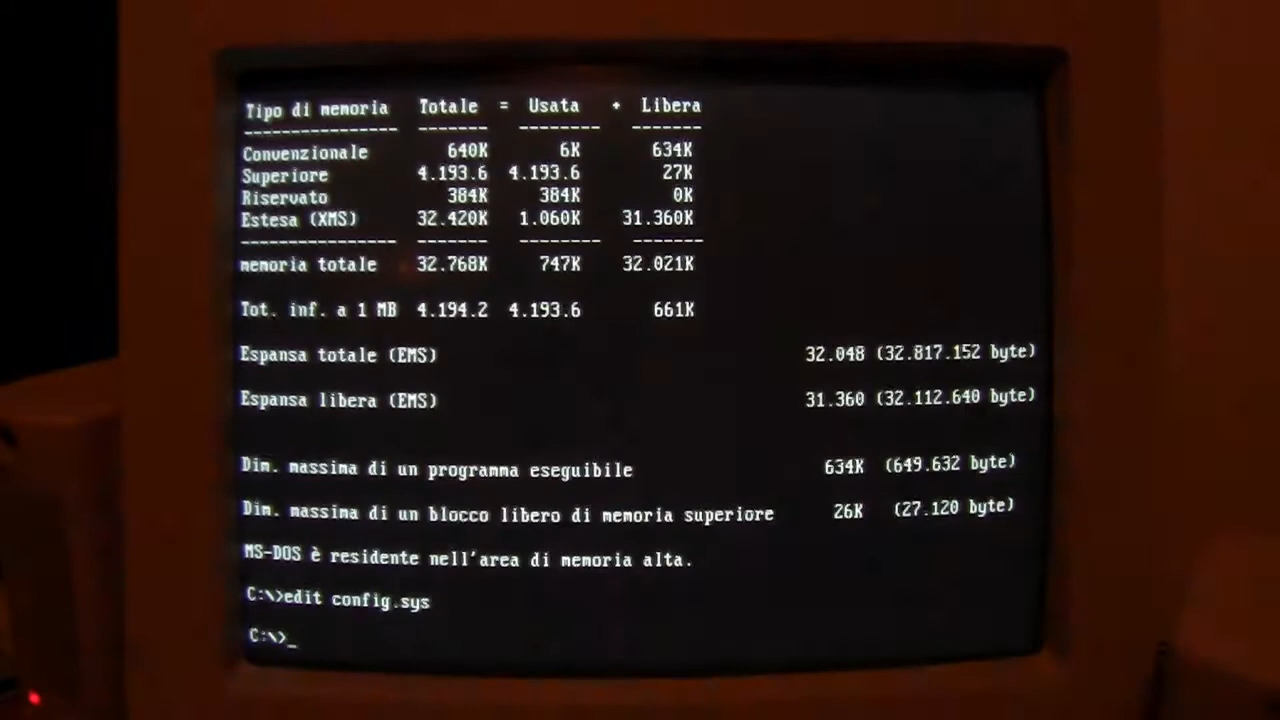 Tipo di memoria Totale = Usata + Libera
---------------- ------- -------- -------
Convenzionale 640K 6K 634K
Superiore 4.193.6 4.193.6 27K
Riservato 384K 384K 0K
Estesa (XMS) 32.420K 1.060K 31.360K
---------------- ------- -------- -------
memoria totale 32.768K 747K 32.021K
Tot. inf. a 1 MB 4.194.2 4.193.6 661K
Espansa totale (EMS) 32.048 (32.817.152 byte)
Espansa libera (EMS) 31.360 (32.112.640 byte)
Dim. massima di un programma eseguibile 634K (649.632 byte)
Dim. massima di un blocco libero di memoria superiore 26K (27.120 byte)
MS-DOS è residente nell'area di memoria alta.
C:\>edit config.sys
C:\>_